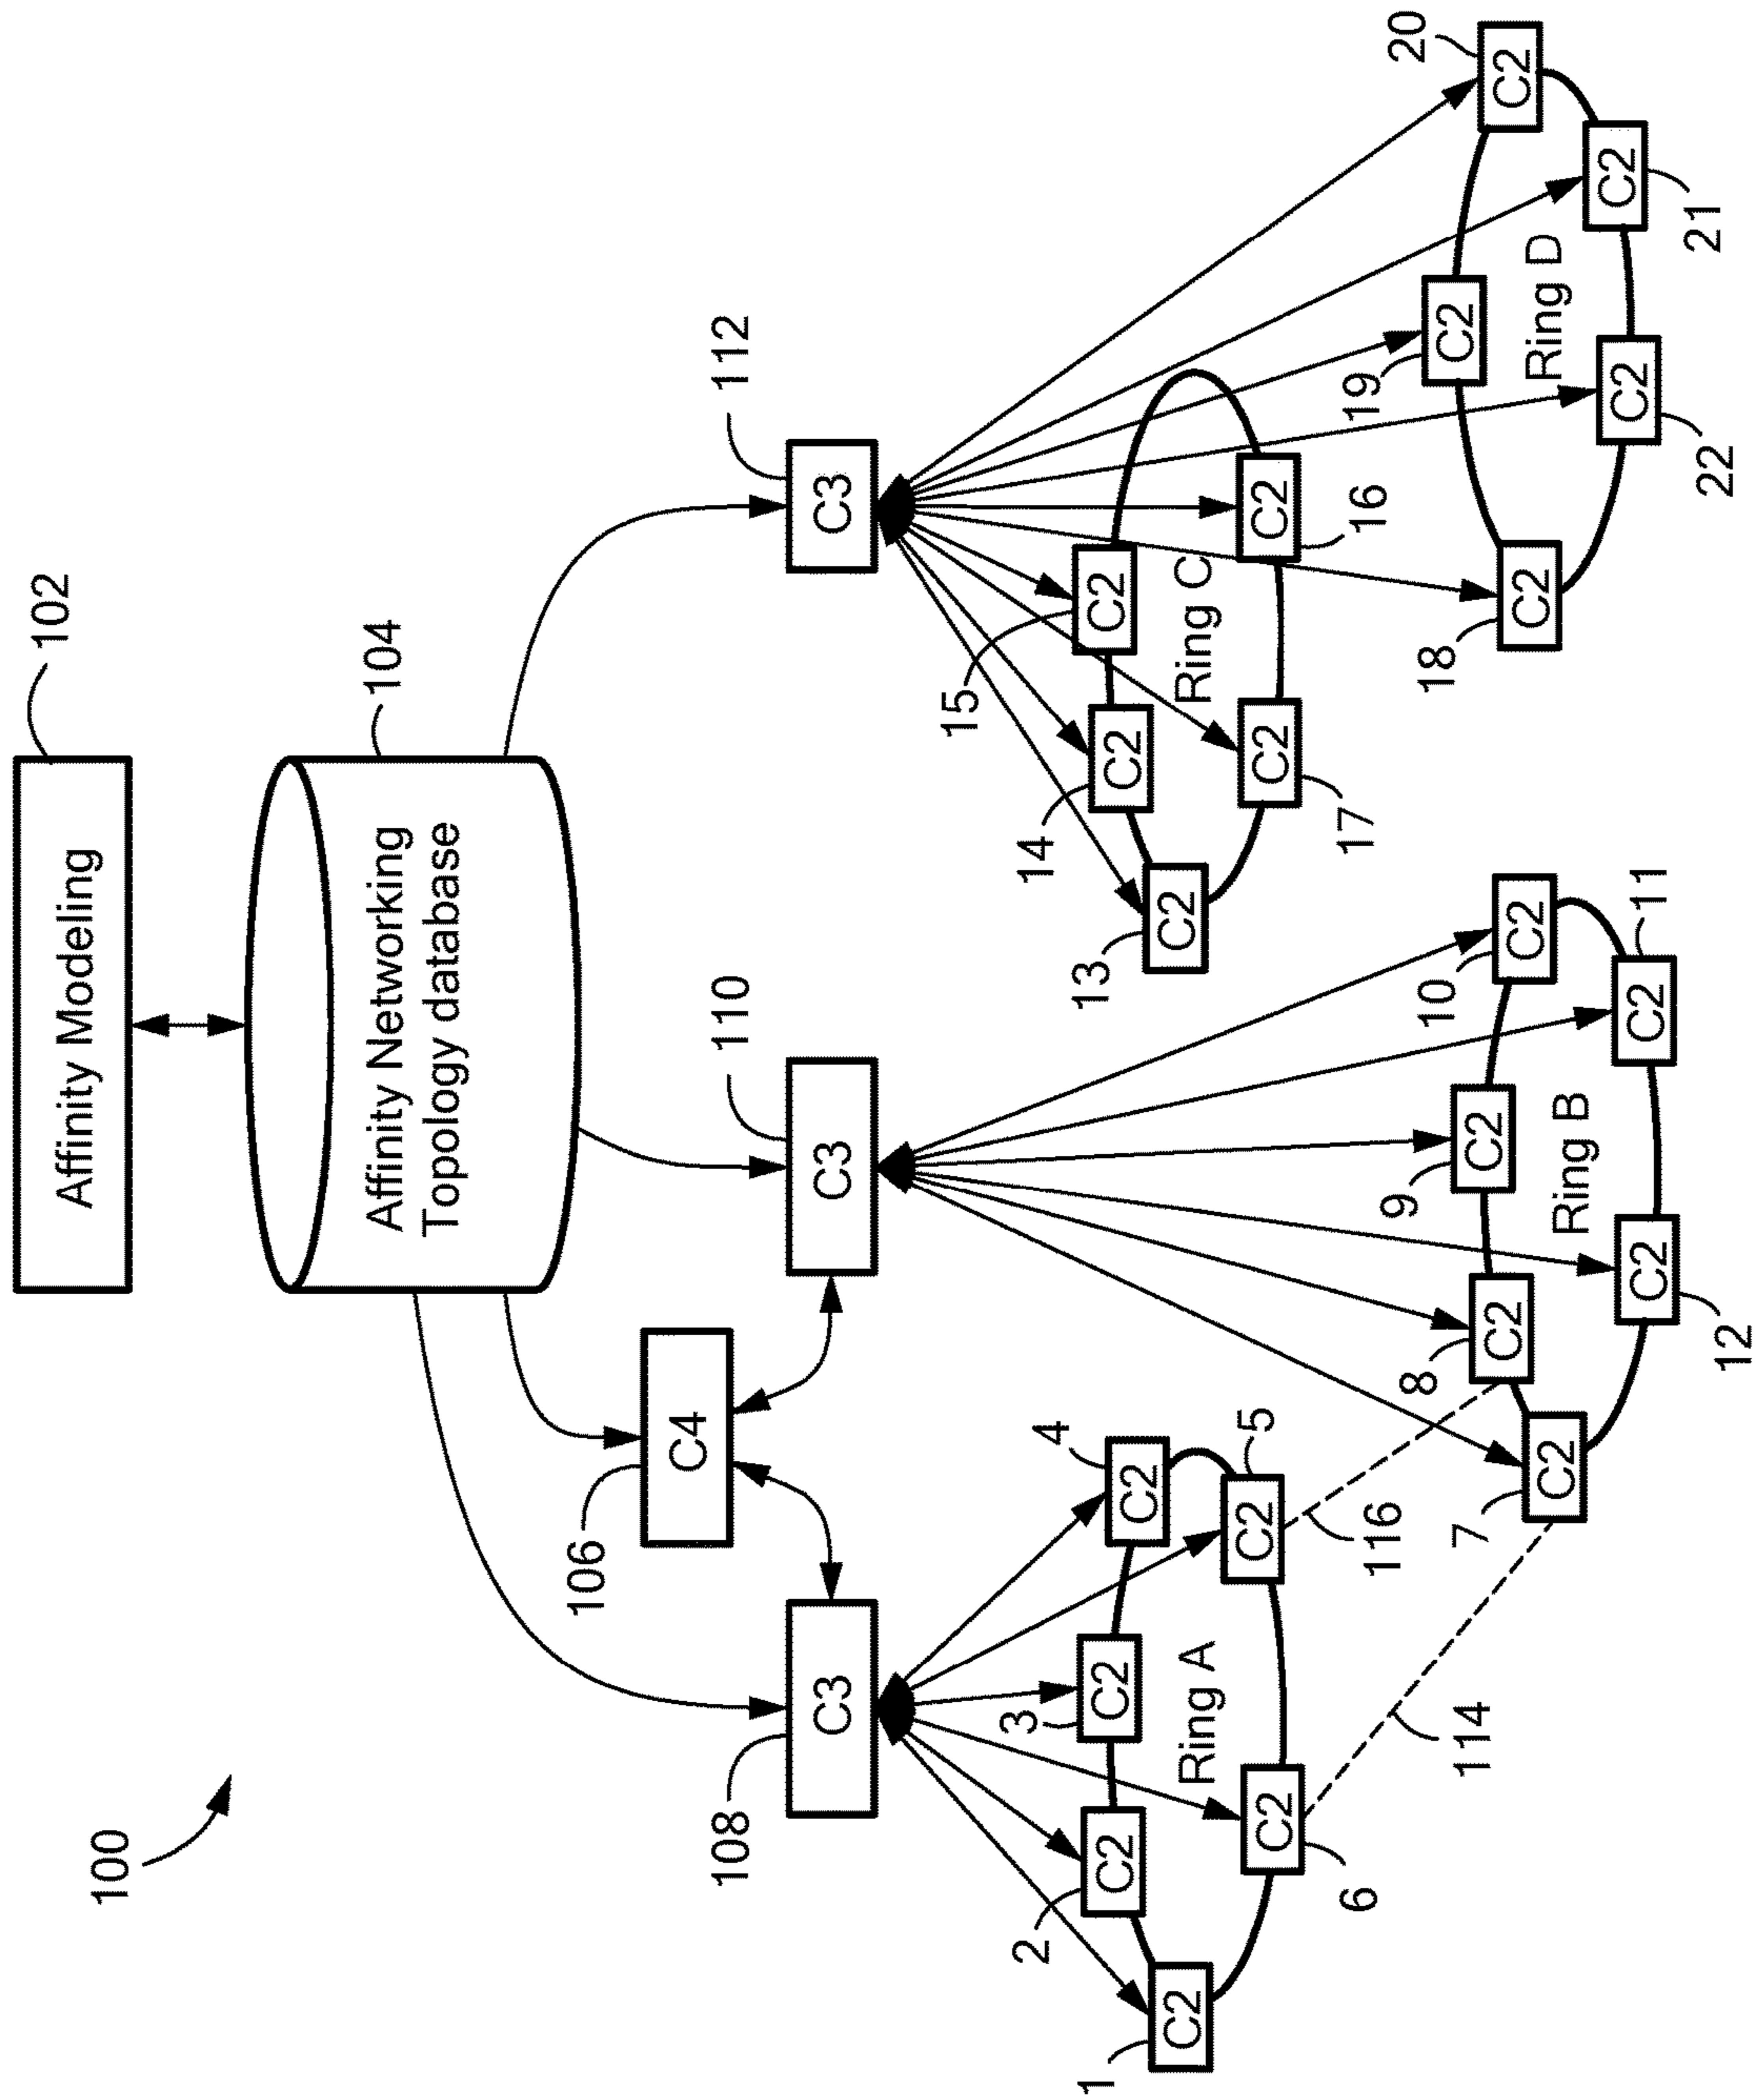 100
Affinity Modeling
102
Affinity Networking
Topology database
104
C4
106
C3
108
C3
110
C3
112
C2
1
C2
2
C2
3
C2
4
C2
5
C2
6
Ring A
114
116
C2
7
C2
8
C2
9
C2
10
C2
11
C2
12
Ring B
C2
13
C2
14
C2
15
C2
16
C2
17
Ring C
C2
18
C2
19
C2
20
C2
21
C2
22
Ring D